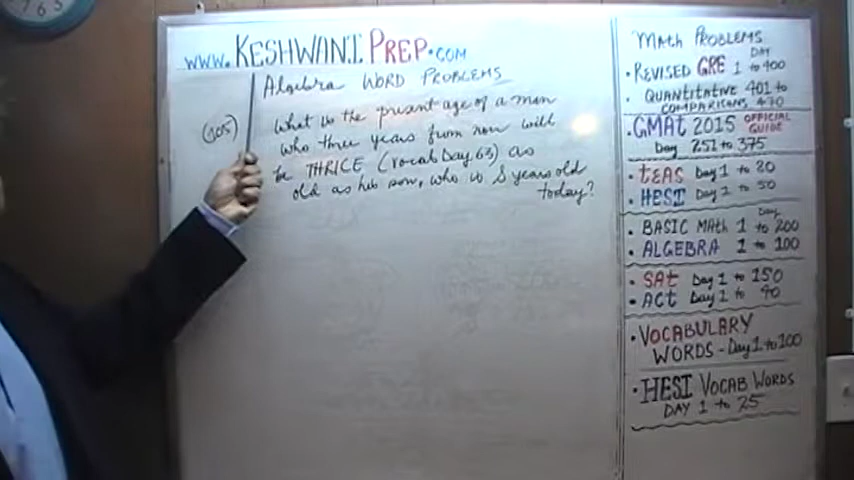 www.KESHWANIPREP.COM
Algebra WORD PROBLEMS
(105) What is the present age of a man
who three years from now will
be THRICE (Vocab Day 63) as
old as his son, who is S years old
today?
MAth PROBLEMS
DAY
• REVISED GRE 1 to 400
• QUANTITATIVE 401 to
COMPARISONS 470
• GMAt 2015 OFFICIAL GUIDE
Day 251 to 375
• tEAS Day 1 to 80
• HESI Day 1 to 50
Day
• BASIC MAth 1 to 200
• ALGEBRA 1 to 100
• SAt Day 1 to 150
• ACt Day 1 to 90
• VOCABULARY
WORDS - Day 1 to 100
• HESI VOCAB WORDS
DAY 1 to 25
7 6 5